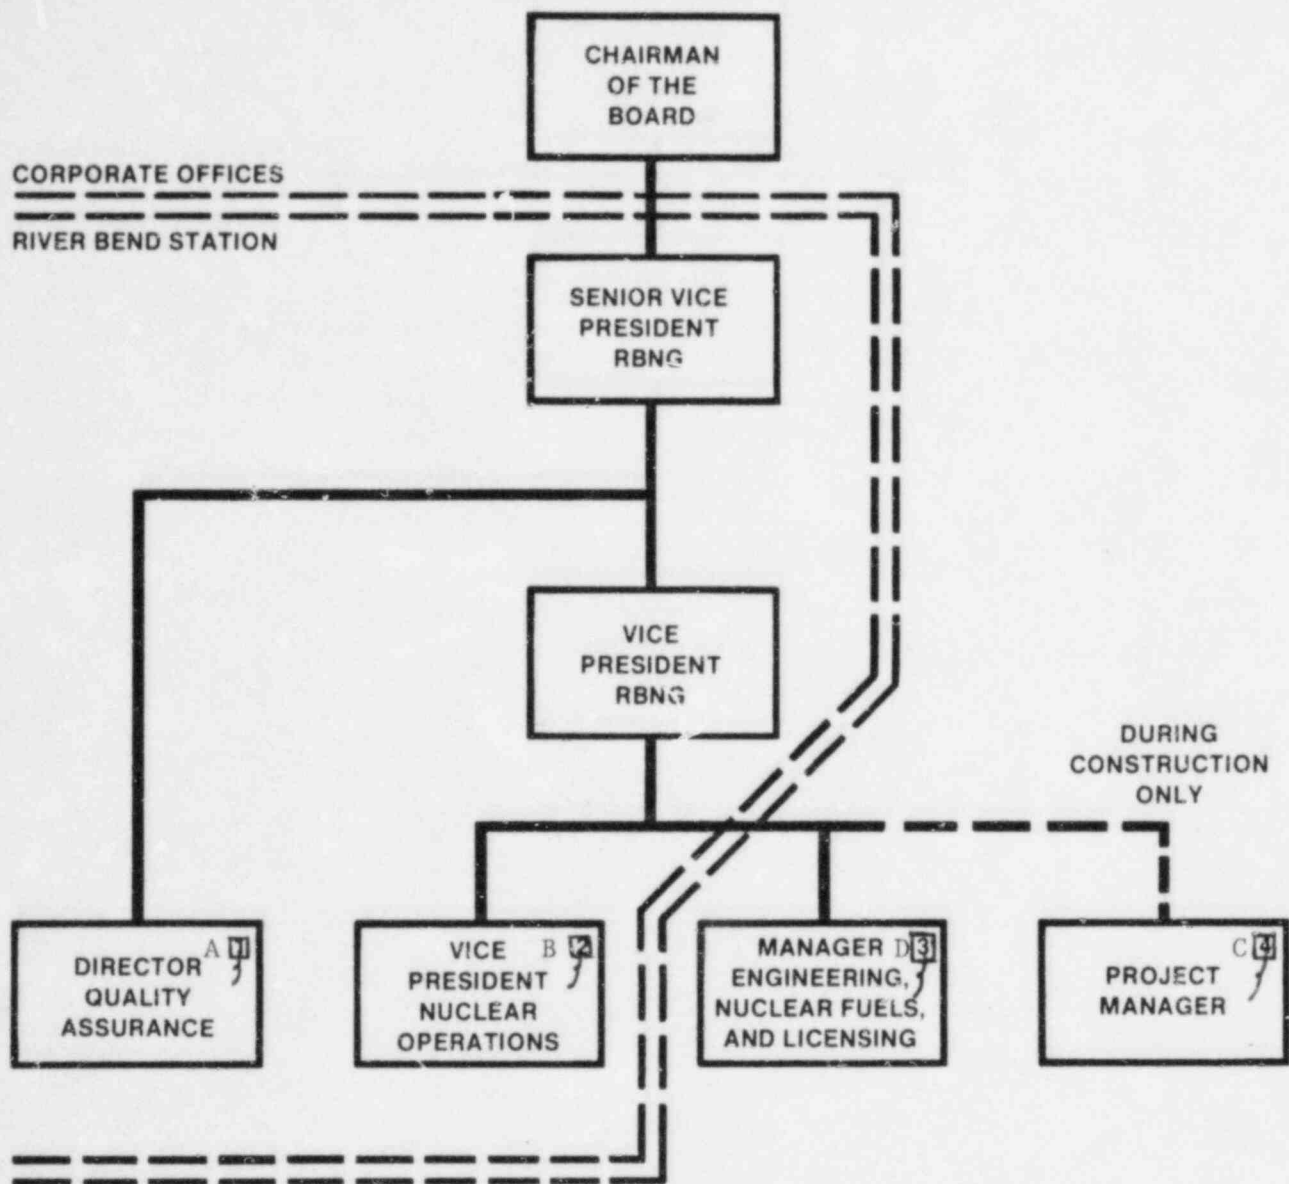 CHAIRMAN
OF THE
BOARD
CORPORATE OFFICES
RIVER BEND STATION
SENIOR VICE
PRESIDENT
RBNG
VICE
PRESIDENT
RBNG
DURING
CONSTRUCTION
ONLY
A 1
DIRECTOR
QUALITY
ASSURANCE
VICE B 2
PRESIDENT
NUCLEAR
OPERATIONS
MANAGER D 3
ENGINEERING,
NUCLEAR FUELS,
AND LICENSING
C 4
PROJECT
MANAGER